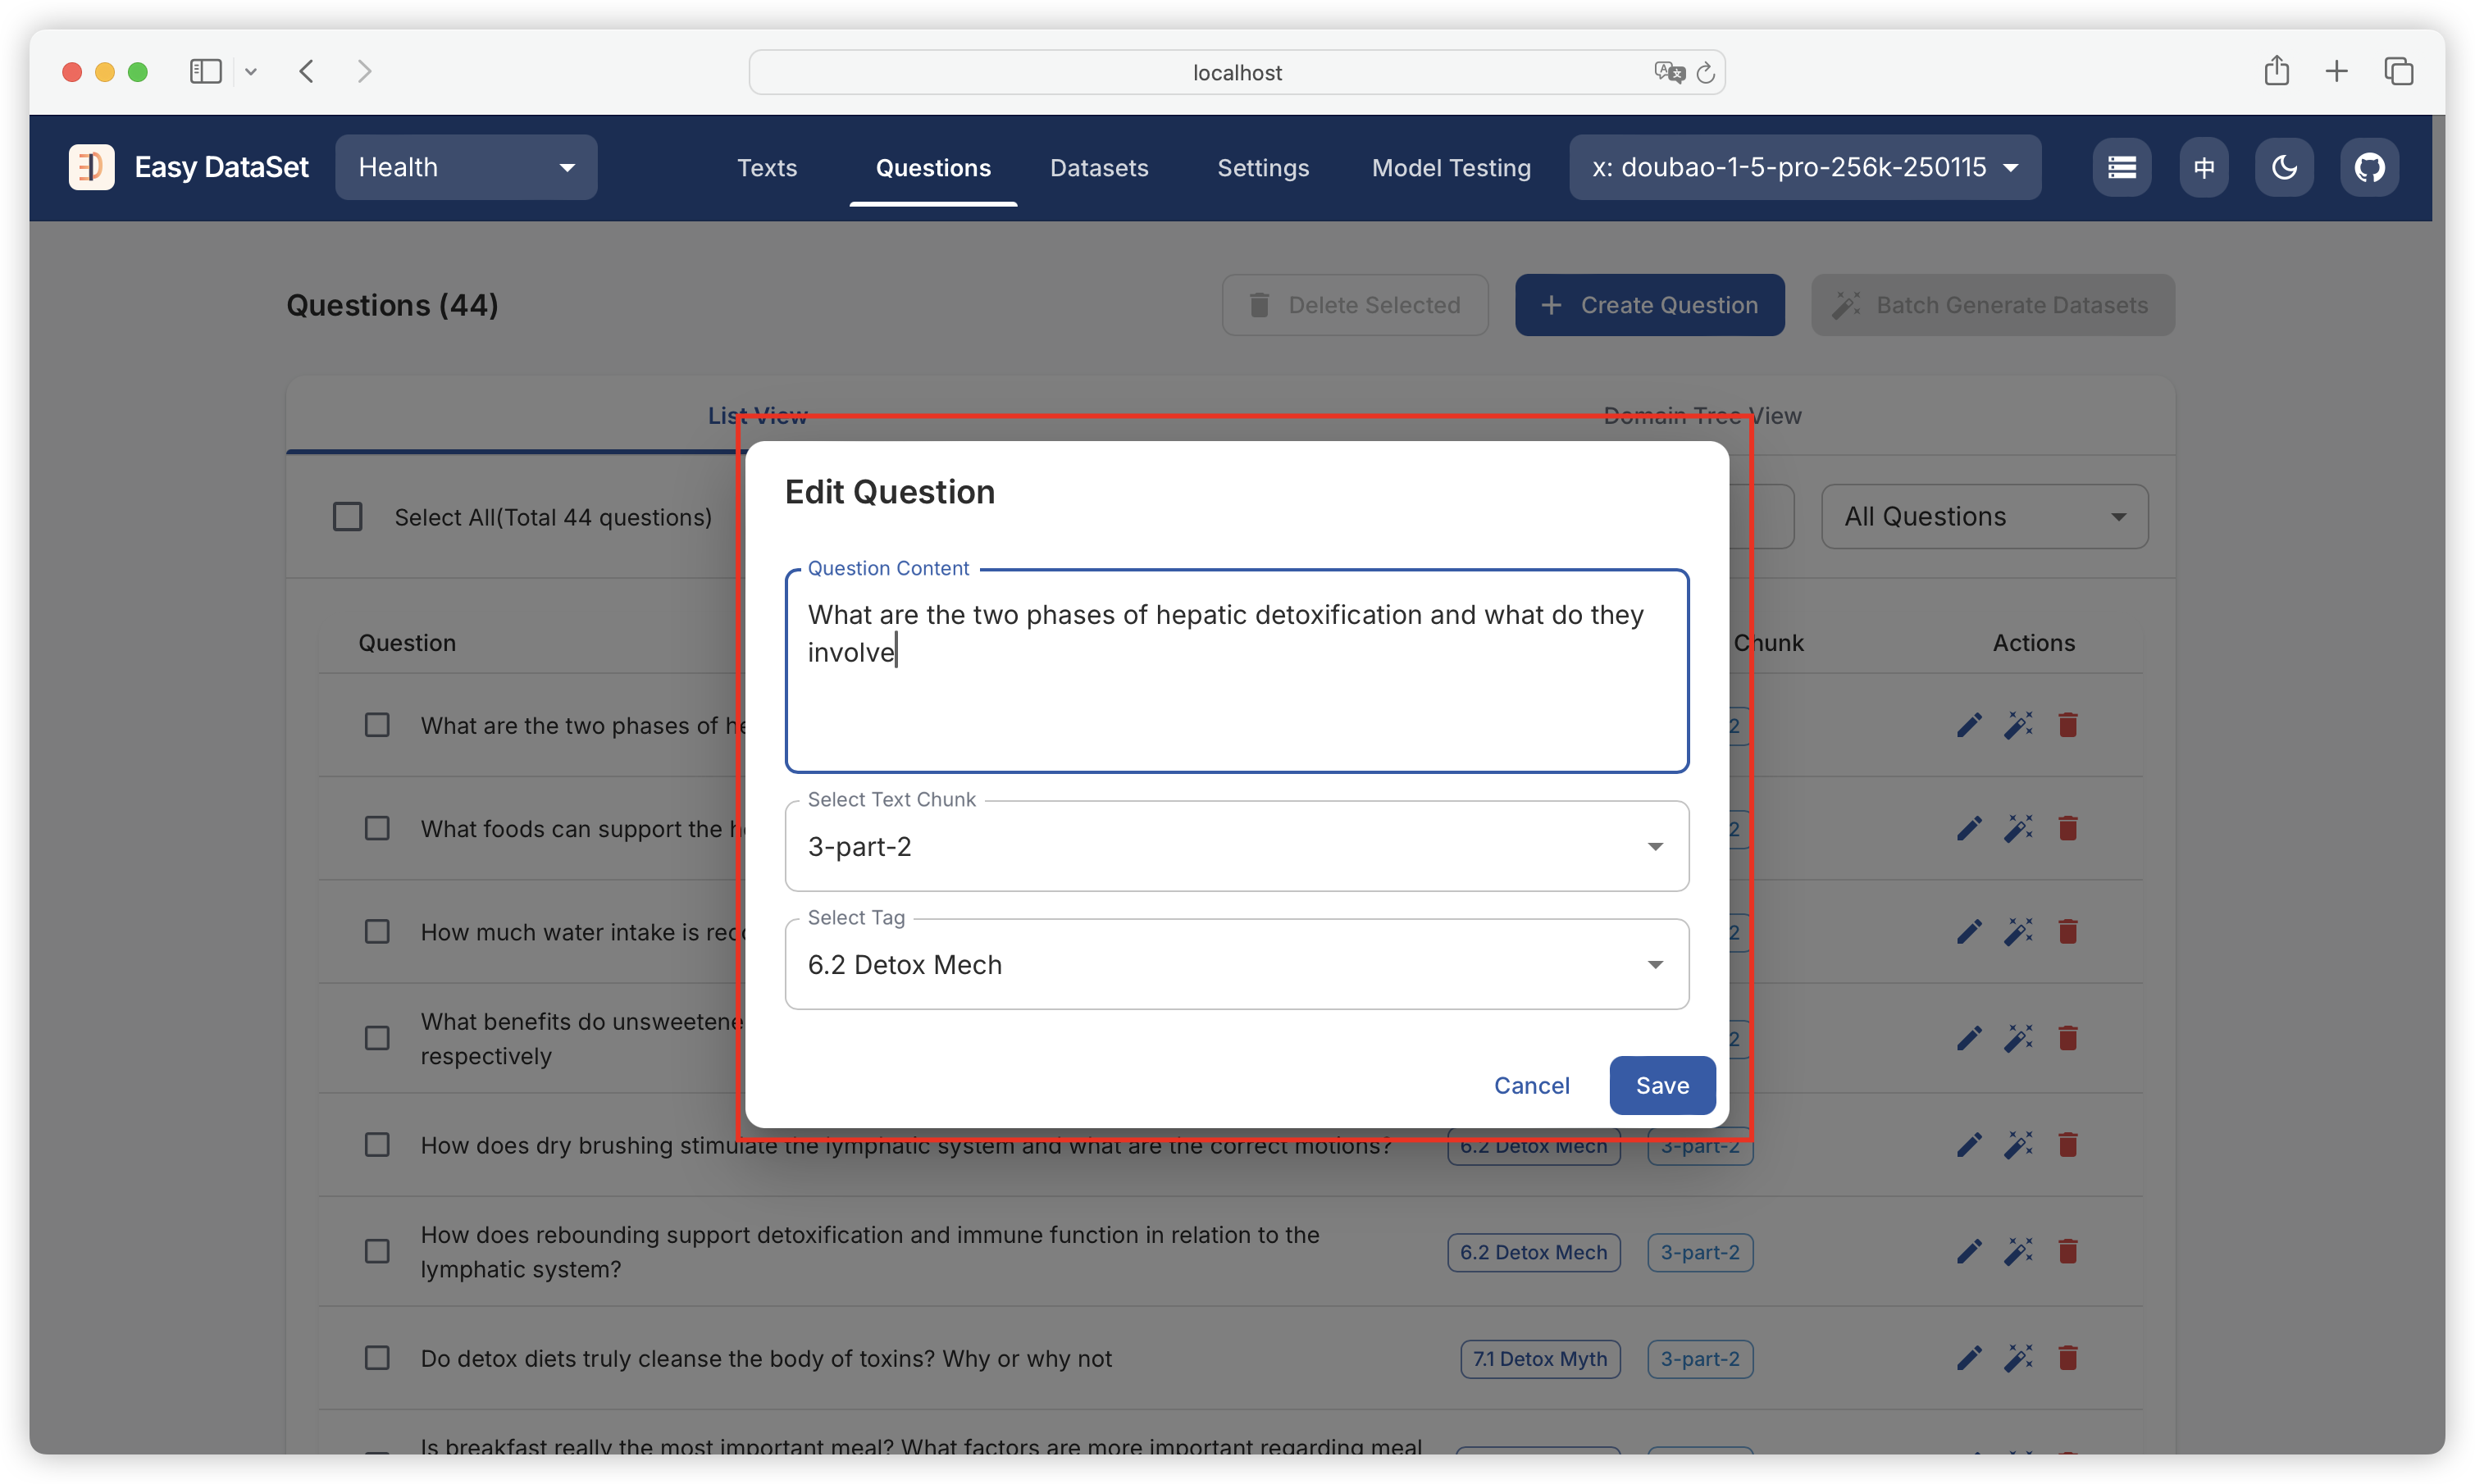 localhost
Easy DataSet
Health
Texts
Questions
Datasets
Settings
Model Testing
x: doubao-1-5-pro-256k-250115
中
Questions (44)
Delete Selected
Create Question
Batch Generate Datasets
List View
Domain Tree View
Select All(Total 44 questions)
All Questions
Edit Question
Question Content
What are the two phases of hepatic detoxification and what do they
involve
Select Text Chunk
3-part-2
Select Tag
6.2 Detox Mech
Cancel
Save
Question
Chunk
Actions
What are the two phases of he
2
What foods can support the h
2
How much water intake is rec
2
What benefits do unsweetene
respectively
2
How does dry brushing stimulate the lymphatic system and what are the correct motions?
6.2 Detox Mech
3-part-2
How does rebounding support detoxification and immune function in relation to the
lymphatic system?
6.2 Detox Mech
3-part-2
Do detox diets truly cleanse the body of toxins? Why or why not
7.1 Detox Myth
3-part-2
Is breakfast really the most important meal? What factors are more important regarding meal